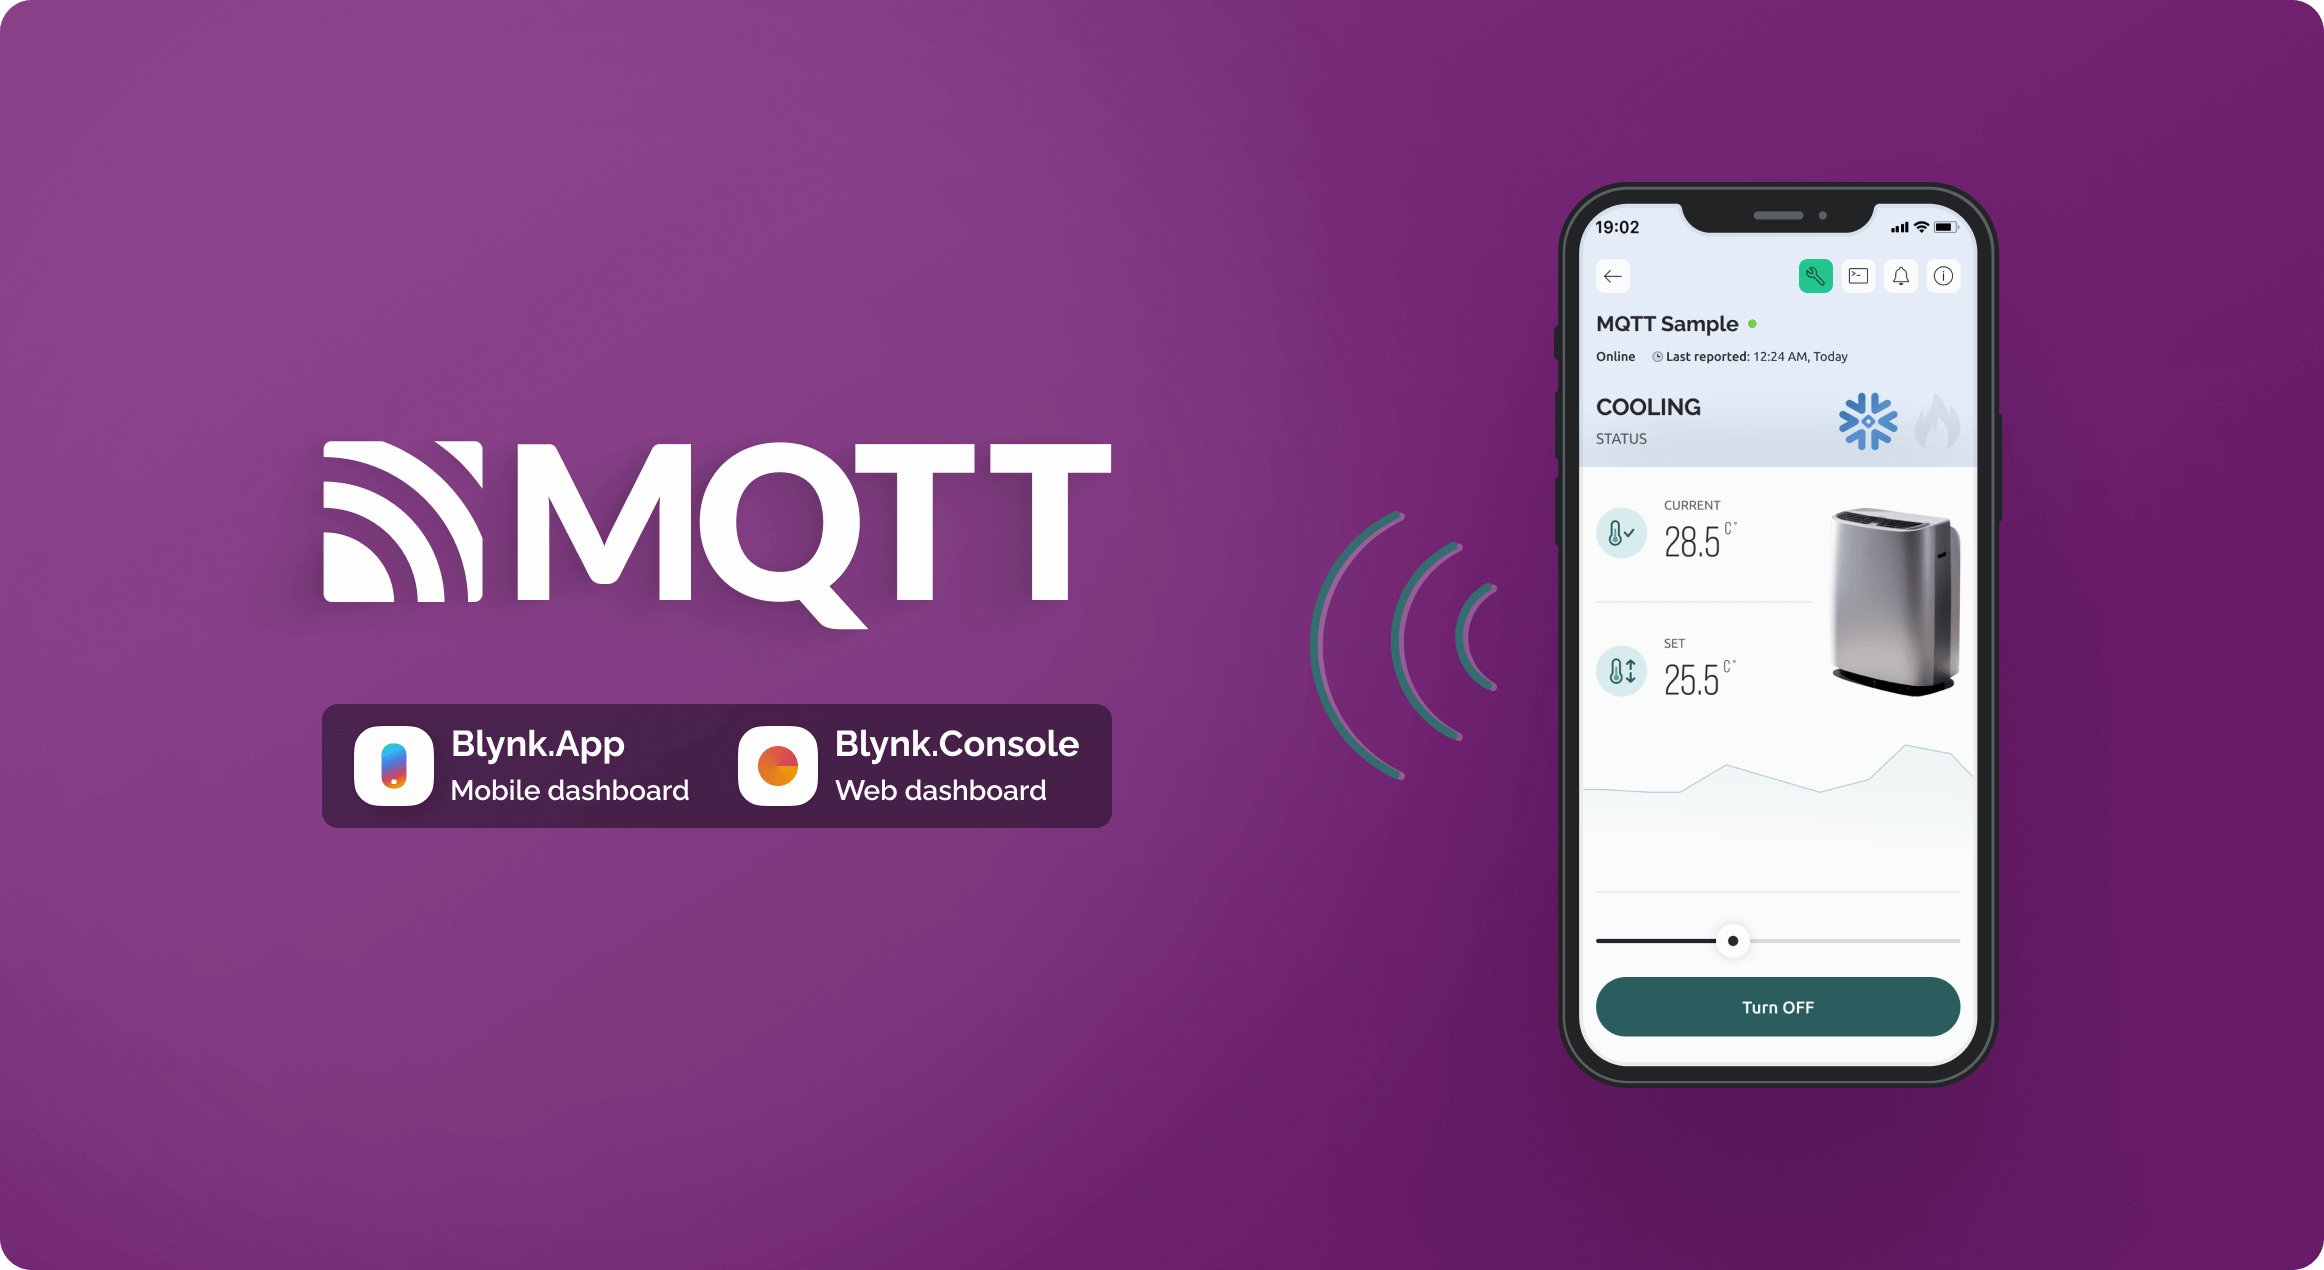 MQTT
Blynk.App
Mobile dashboard
Blynk.Console
Web dashboard
19:02
MQTT Sample
Online Last reported: 12:24 AM, Today
COOLING
STATUS
CURRENT
28.5 C°
SET
25.5 C°
Turn OFF